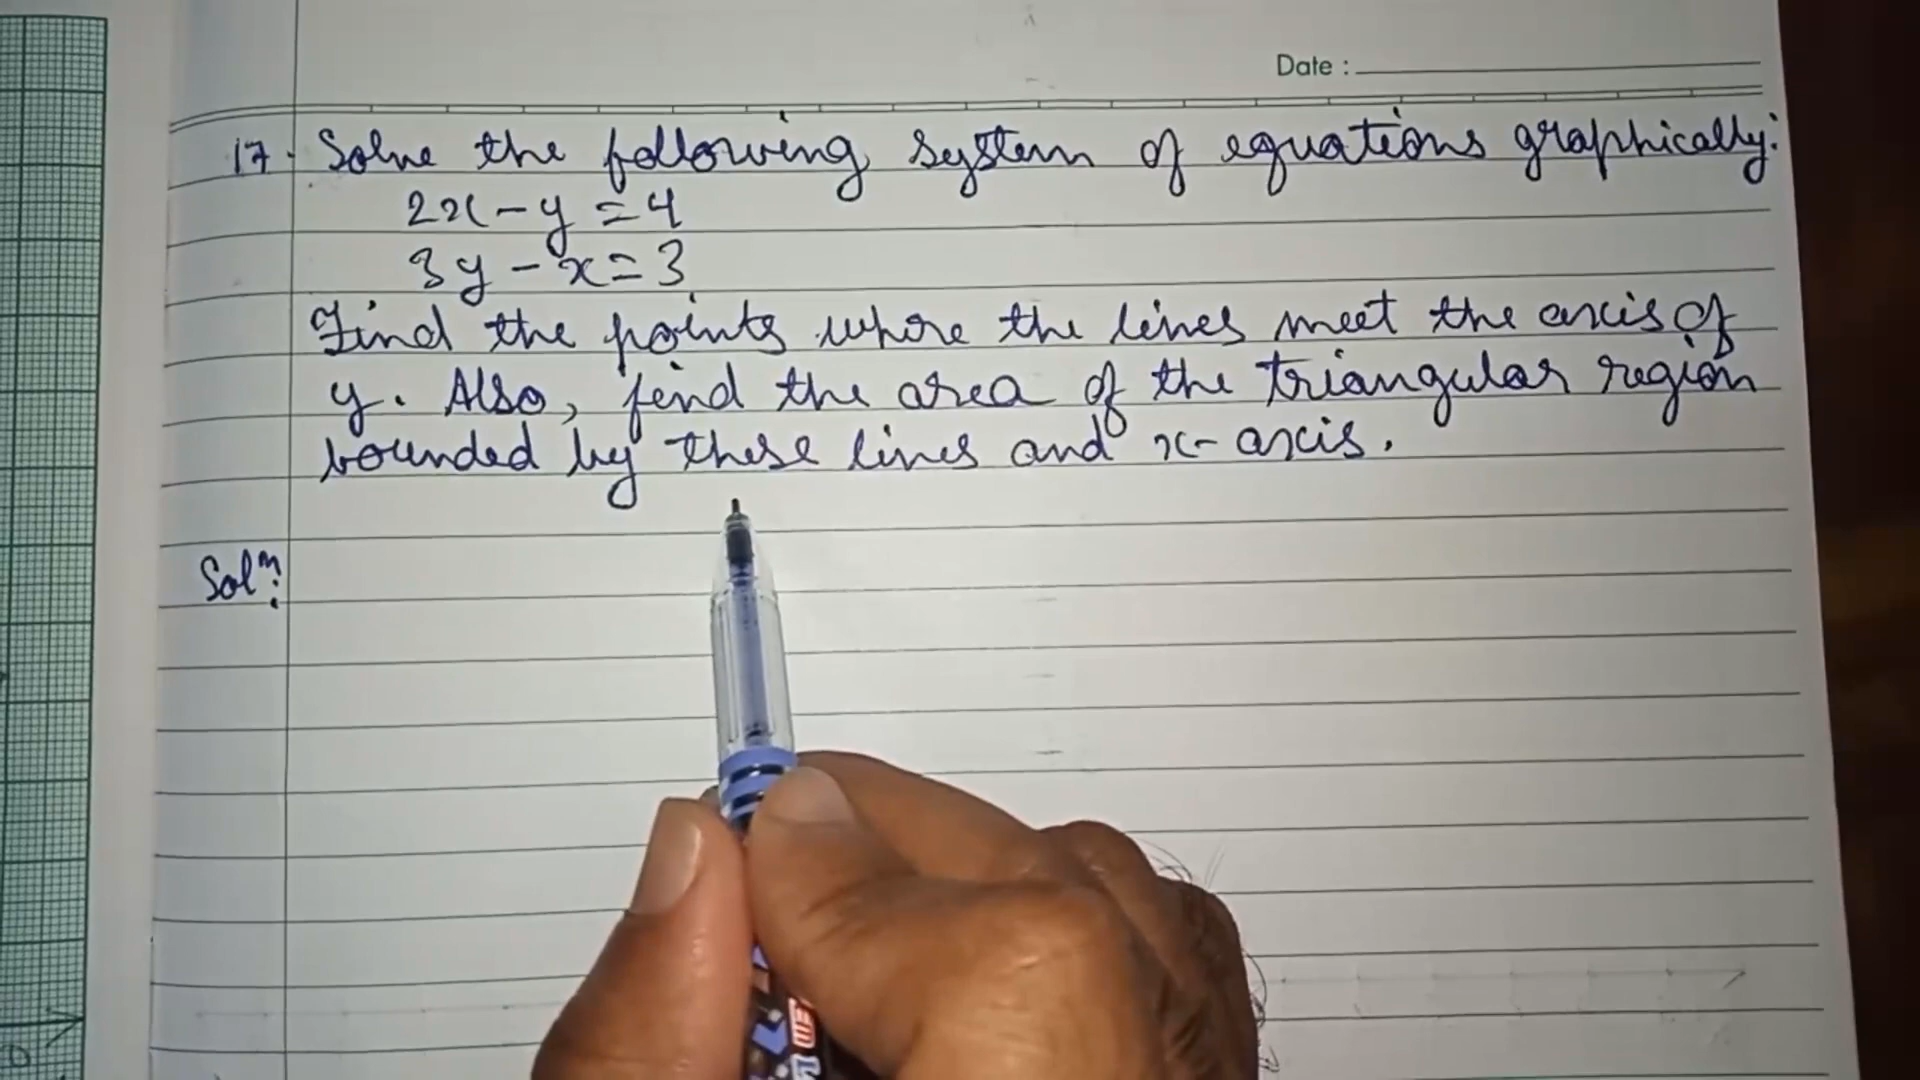 Date :
17. Solve the following system of equations graphically:
2x - y = 4
3y - x = 3
Find the points where the lines meet the axis of
y. Also, find the area of the triangular region
bounded by these lines and x-axis.
Solⁿ: